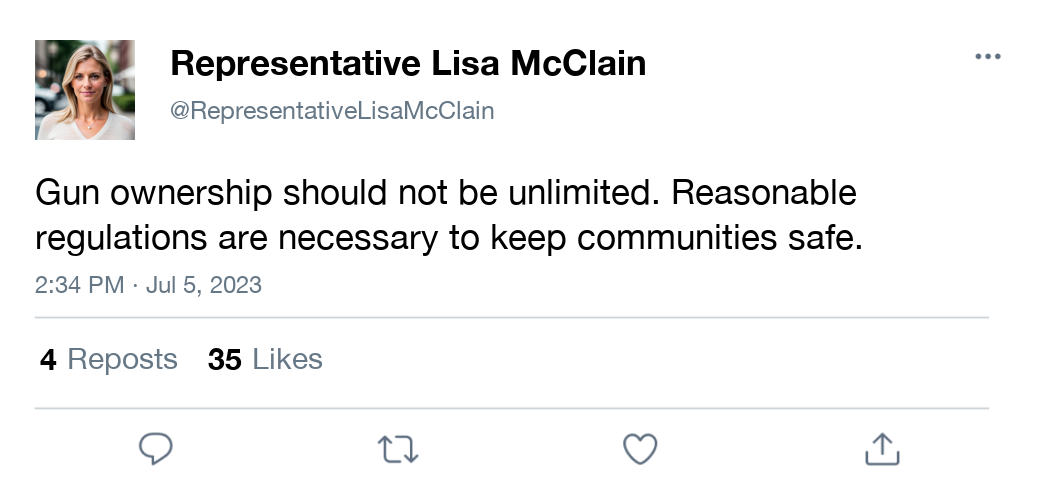 Representative Lisa McClain
@RepresentativeLisaMcClain
Gun ownership should not be unlimited. Reasonable
regulations are necessary to keep communities safe.
2:34 PM · Jul 5, 2023
4 Reposts 35 Likes